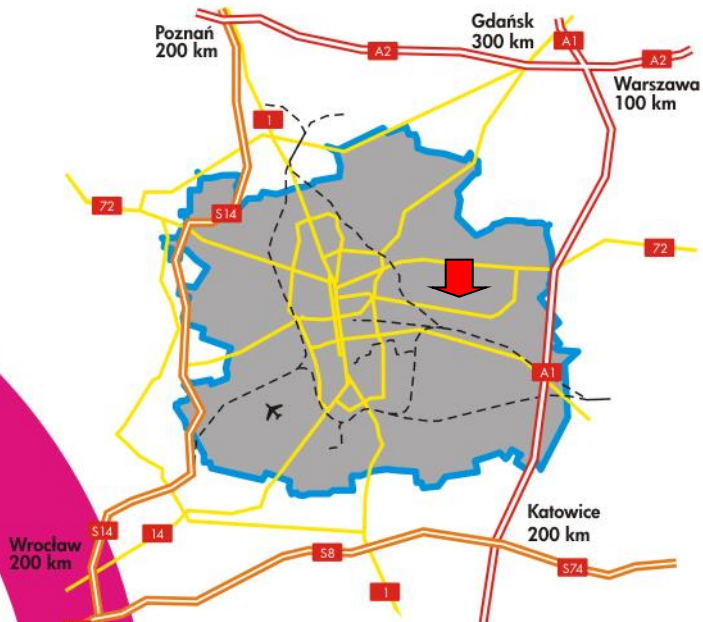 Poznań
200 km
Gdańsk
300 km
A1
A2
A2
Warszawa
100 km
1
72
S14
72
A1
Katowice
200 km
S14
14
Wrocław
200 km
S8
S74
1